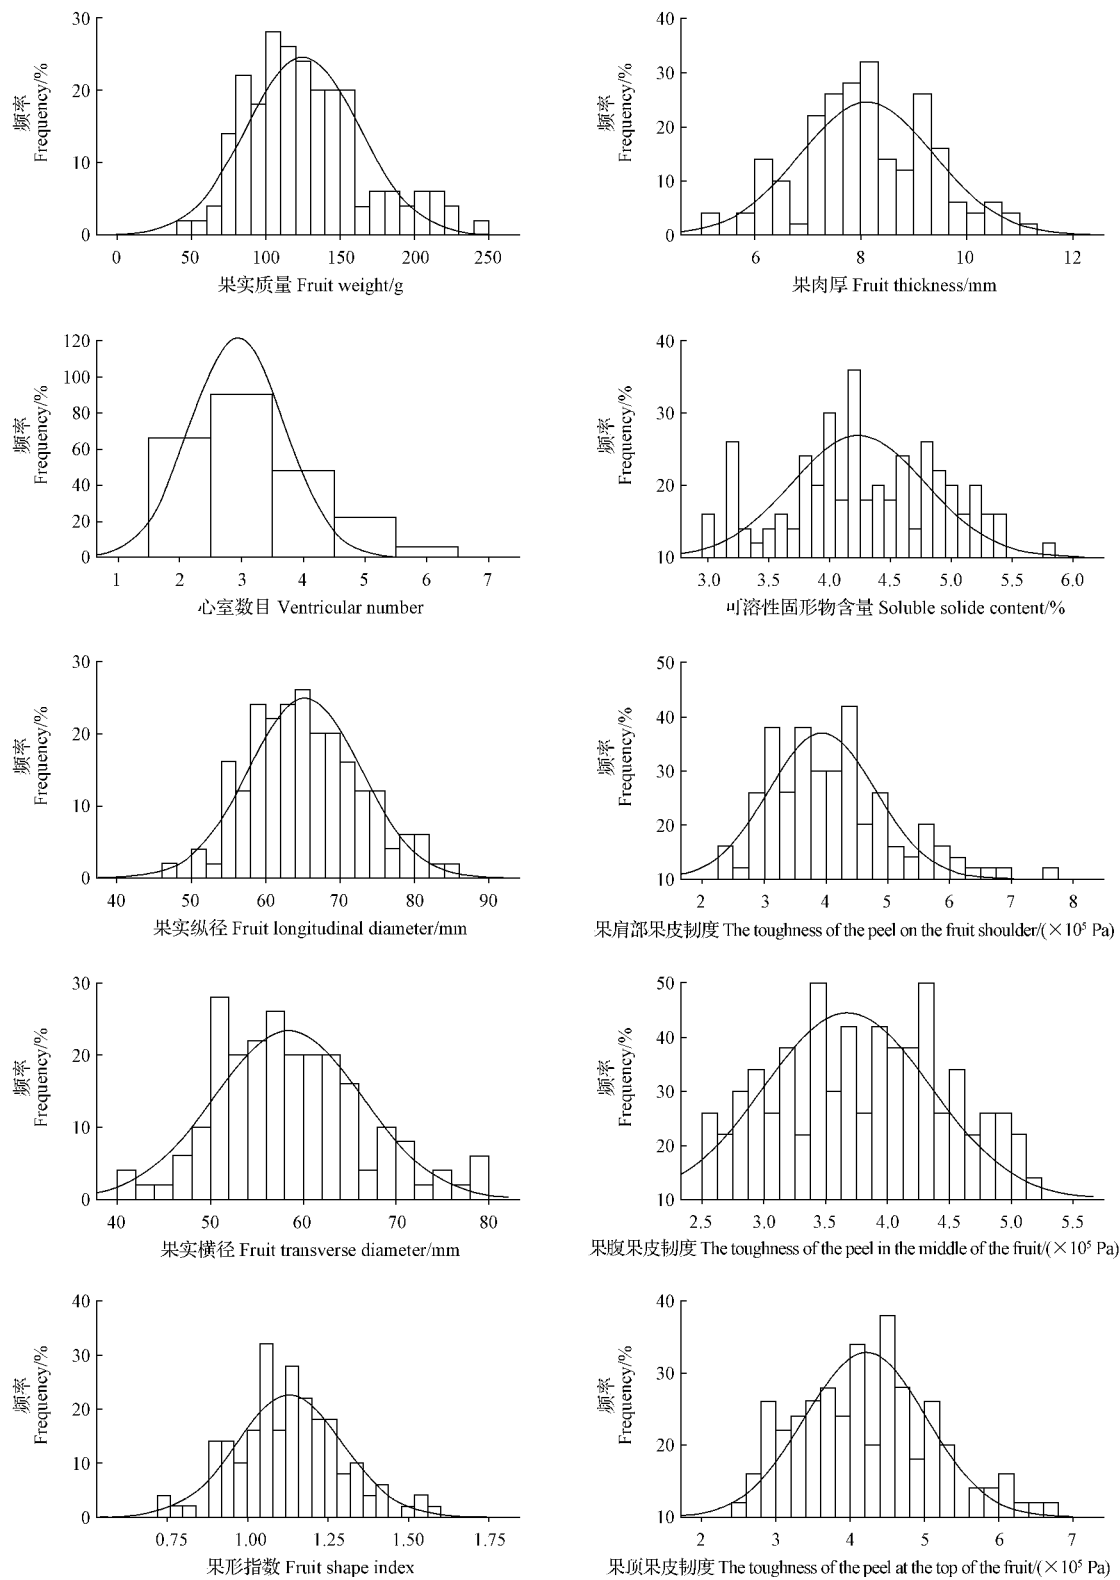 30
20
10
0
频率
Frequency/%
0 50 100 150 200 250
果实质量 Fruit weight/g
40
30
20
10
0
频率
Frequency/%
6 8 10 12
果肉厚 Fruit thickness/mm
120
100
80
60
40
20
0
频率
Frequency/%
1 2 3 4 5 6 7
心室数目 Ventricular number
40
30
20
10
频率
Frequency/%
3.0 3.5 4.0 4.5 5.0 5.5 6.0
可溶性固形物含量 Soluble solide content/%
30
20
10
0
频率
Frequency/%
40 50 60 70 80 90
果实纵径 Fruit longitudinal diameter/mm
50
40
30
20
10
频率
Frequency/%
2 3 4 5 6 7 8
果肩部果皮韧度 The toughness of the peel on the fruit shoulder/(×10⁵ Pa)
30
20
10
0
频率
Frequency/%
40 50 60 70 80
果实横径 Fruit transverse diameter/mm
50
40
30
20
10
频率
Frequency/%
2.5 3.0 3.5 4.0 4.5 5.0 5.5
果腹果皮韧度 The toughness of the peel in the middle of the fruit/(×10⁵ Pa)
40
30
20
10
0
频率
Frequency/%
0.75 1.00 1.25 1.50 1.75
果形指数 Fruit shape index
40
30
20
10
频率
Frequency/%
2 3 4 5 6 7
果顶果皮韧度 The toughness of the peel at the top of the fruit/(×10⁵ Pa)